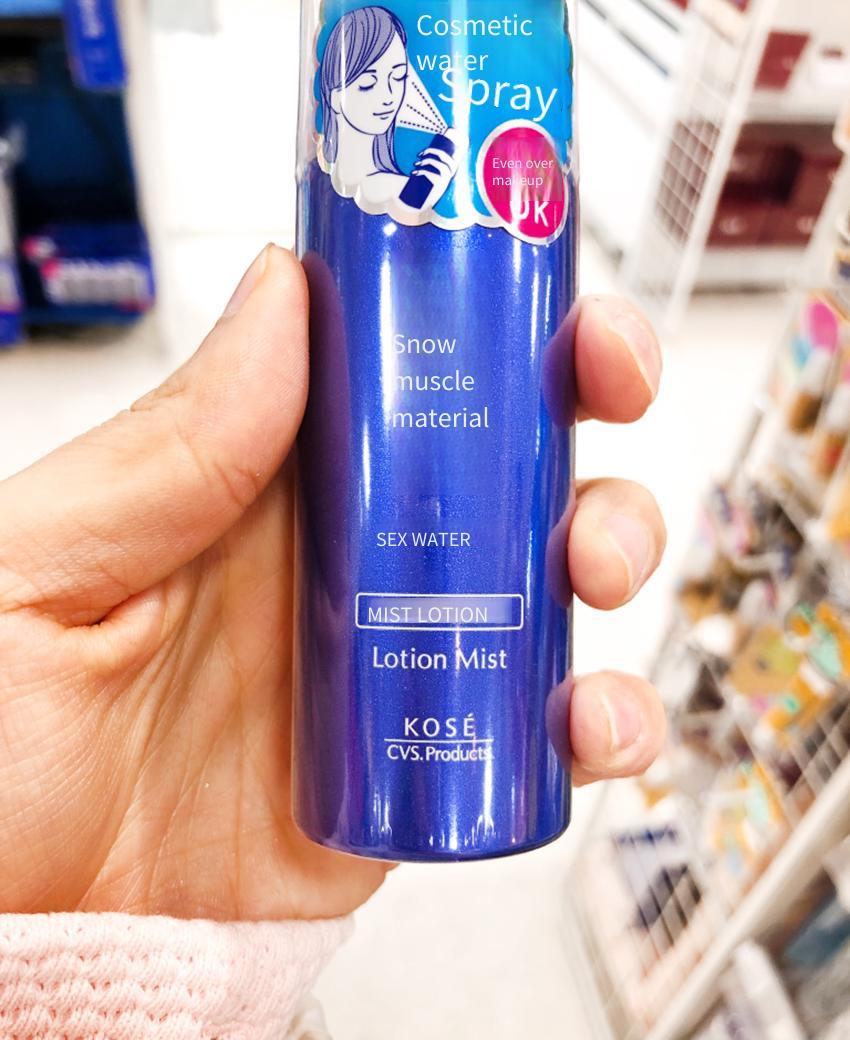 Cosmetic
water
Spray
Even over
makeup
OK
Snow
muscle
material
SEX WATER
MIST LOTION
Lotion Mist
KOSÉ
CVS.Products